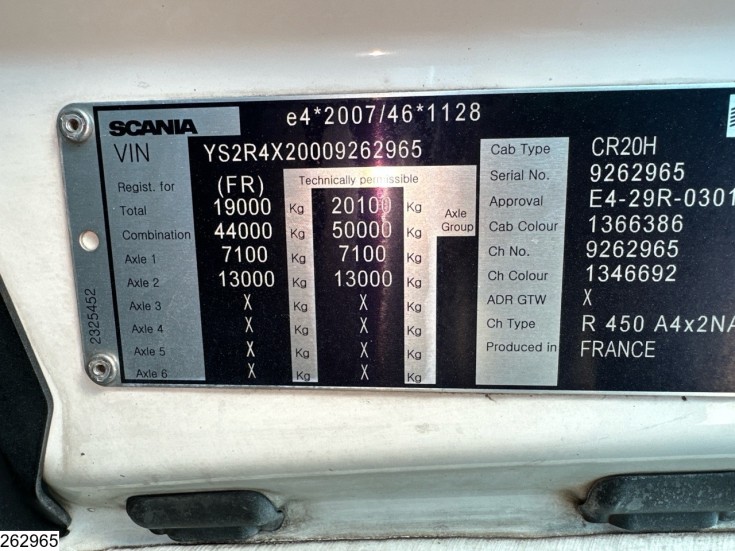 e4*2007/46*1128
SCANIA
VIN YS2R4X20009262965
Regist. for (FR) Technically permissible
Total 19000 Kg 20100 Kg Axle Group
Combination 44000 Kg 50000 Kg
Axle 1 7100 Kg 7100 Kg
Axle 2 13000 Kg 13000 Kg
Axle 3 X Kg X Kg
Axle 4 X Kg X Kg
Axle 5 X Kg X Kg
Axle 6 X Kg X Kg
2325452
Cab Type CR20H
Serial No. 9262965
Approval E4-29R-0301
Cab Colour 1366386
Ch No. 9262965
Ch Colour 1346692
ADR GTW X
Ch Type R 450 A4x2NA
Produced in FRANCE
262965